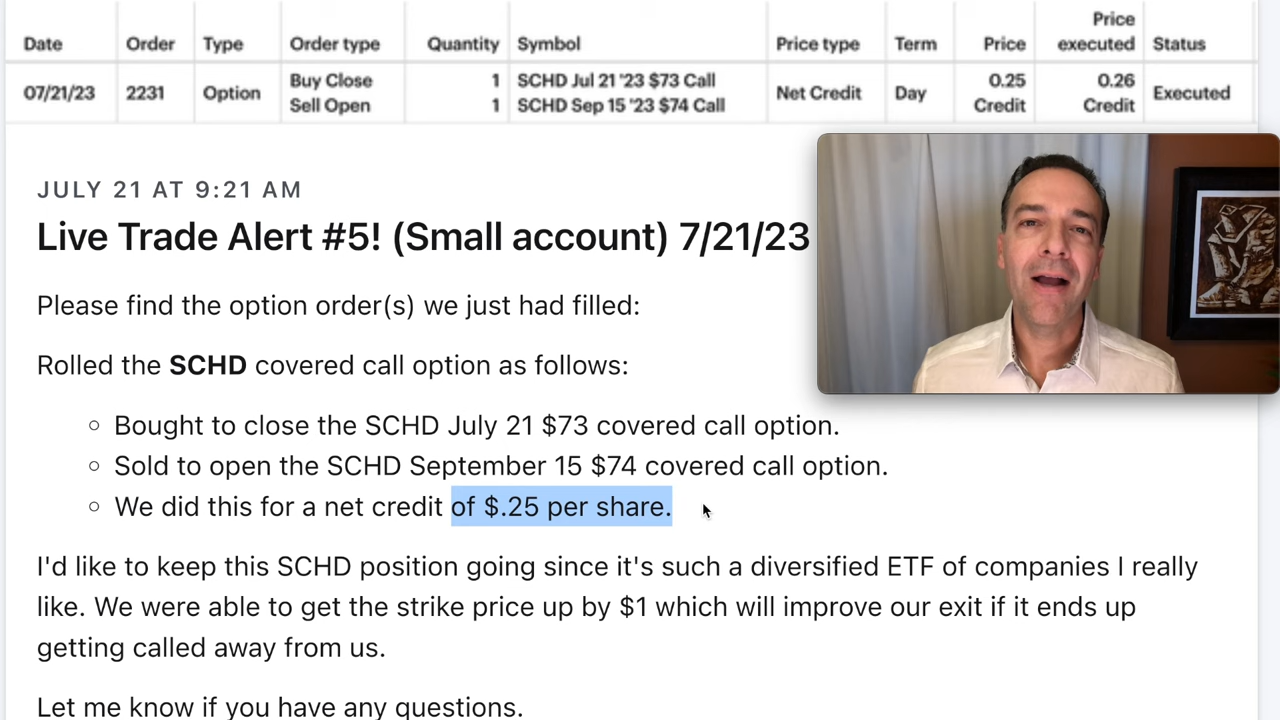 Date Order Type Order type Quantity Symbol Price type Term Price Price executed Status
07/21/23 2231 Option Buy Close 1 SCHD Jul 21 '23 $73 Call Net Credit Day 0.25 Credit 0.26 Credit Executed
Sell Open 1 SCHD Sep 15 '23 $74 Call
JULY 21 AT 9:21 AM
Live Trade Alert #5! (Small account) 7/21/23
Please find the option order(s) we just had filled:
Rolled the SCHD covered call option as follows:
Bought to close the SCHD July 21 $73 covered call option.
Sold to open the SCHD September 15 $74 covered call option.
We did this for a net credit of $.25 per share.
I'd like to keep this SCHD position going since it's such a diversified ETF of companies I really
like. We were able to get the strike price up by $1 which will improve our exit if it ends up
getting called away from us.
Let me know if you have any questions.